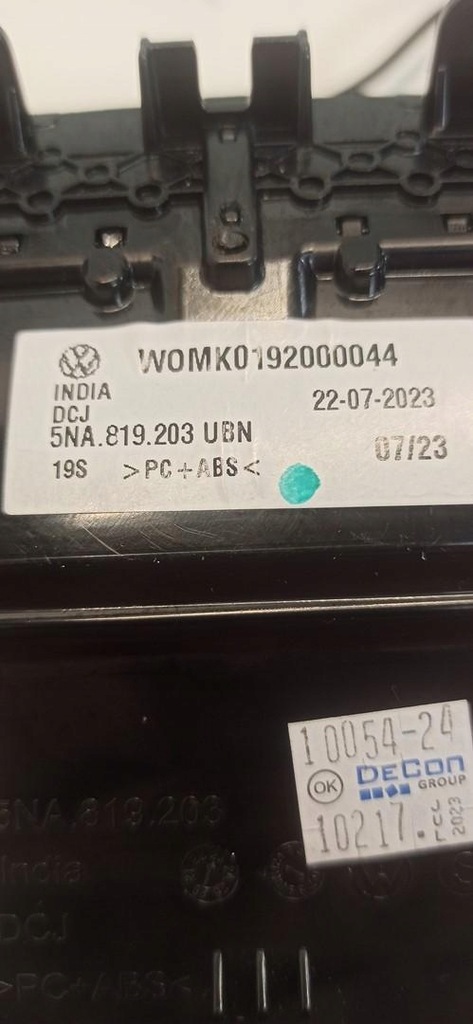 WOMK0192000044
INDIA
DCJ
22-07-2023
5NA.819.203 UBN
07/23
19S >PC+ABS<
10054-24
OK DECON
GROUP
10217. JUL 2023
5NA.819.203
India
DCJ
>PC+ABS<